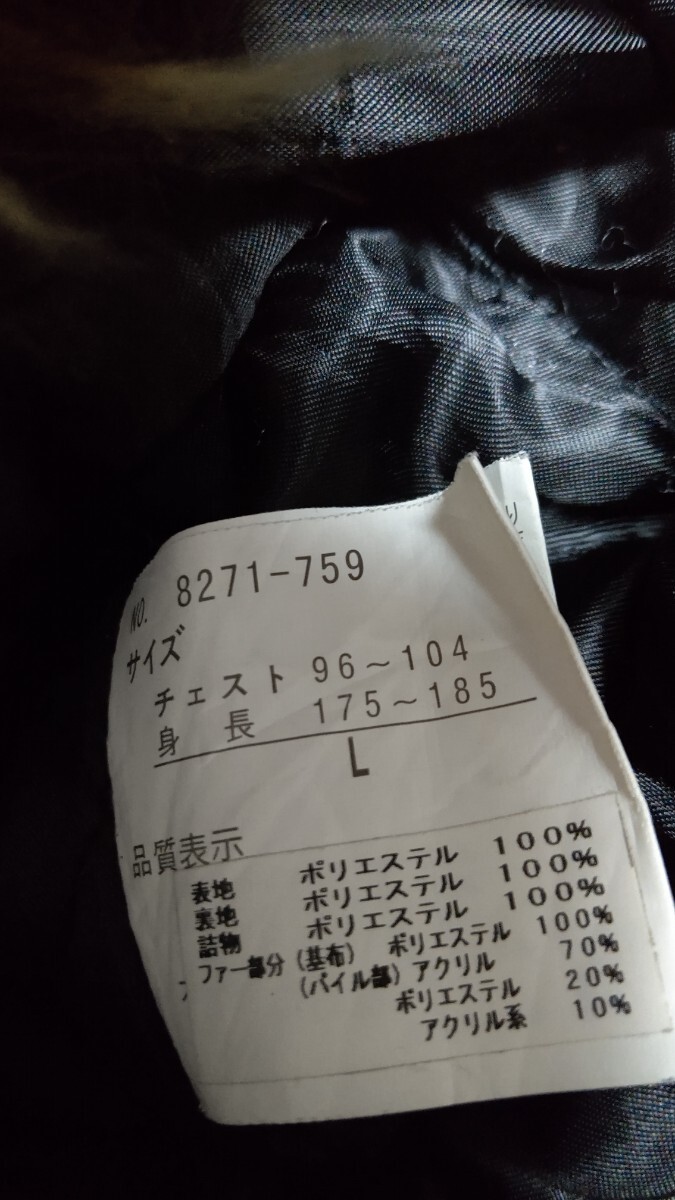 NO. 8271-759
サイズ
チェスト 96～104
身長 175～185
L
品質表示
表地 ポリエステル 100%
裏地 ポリエステル 100%
詰物 ポリエステル 100%
ファー部分(基布) ポリエステル 100%
(パイル部) アクリル 70%
ポリエステル 20%
アクリル系 10%
り